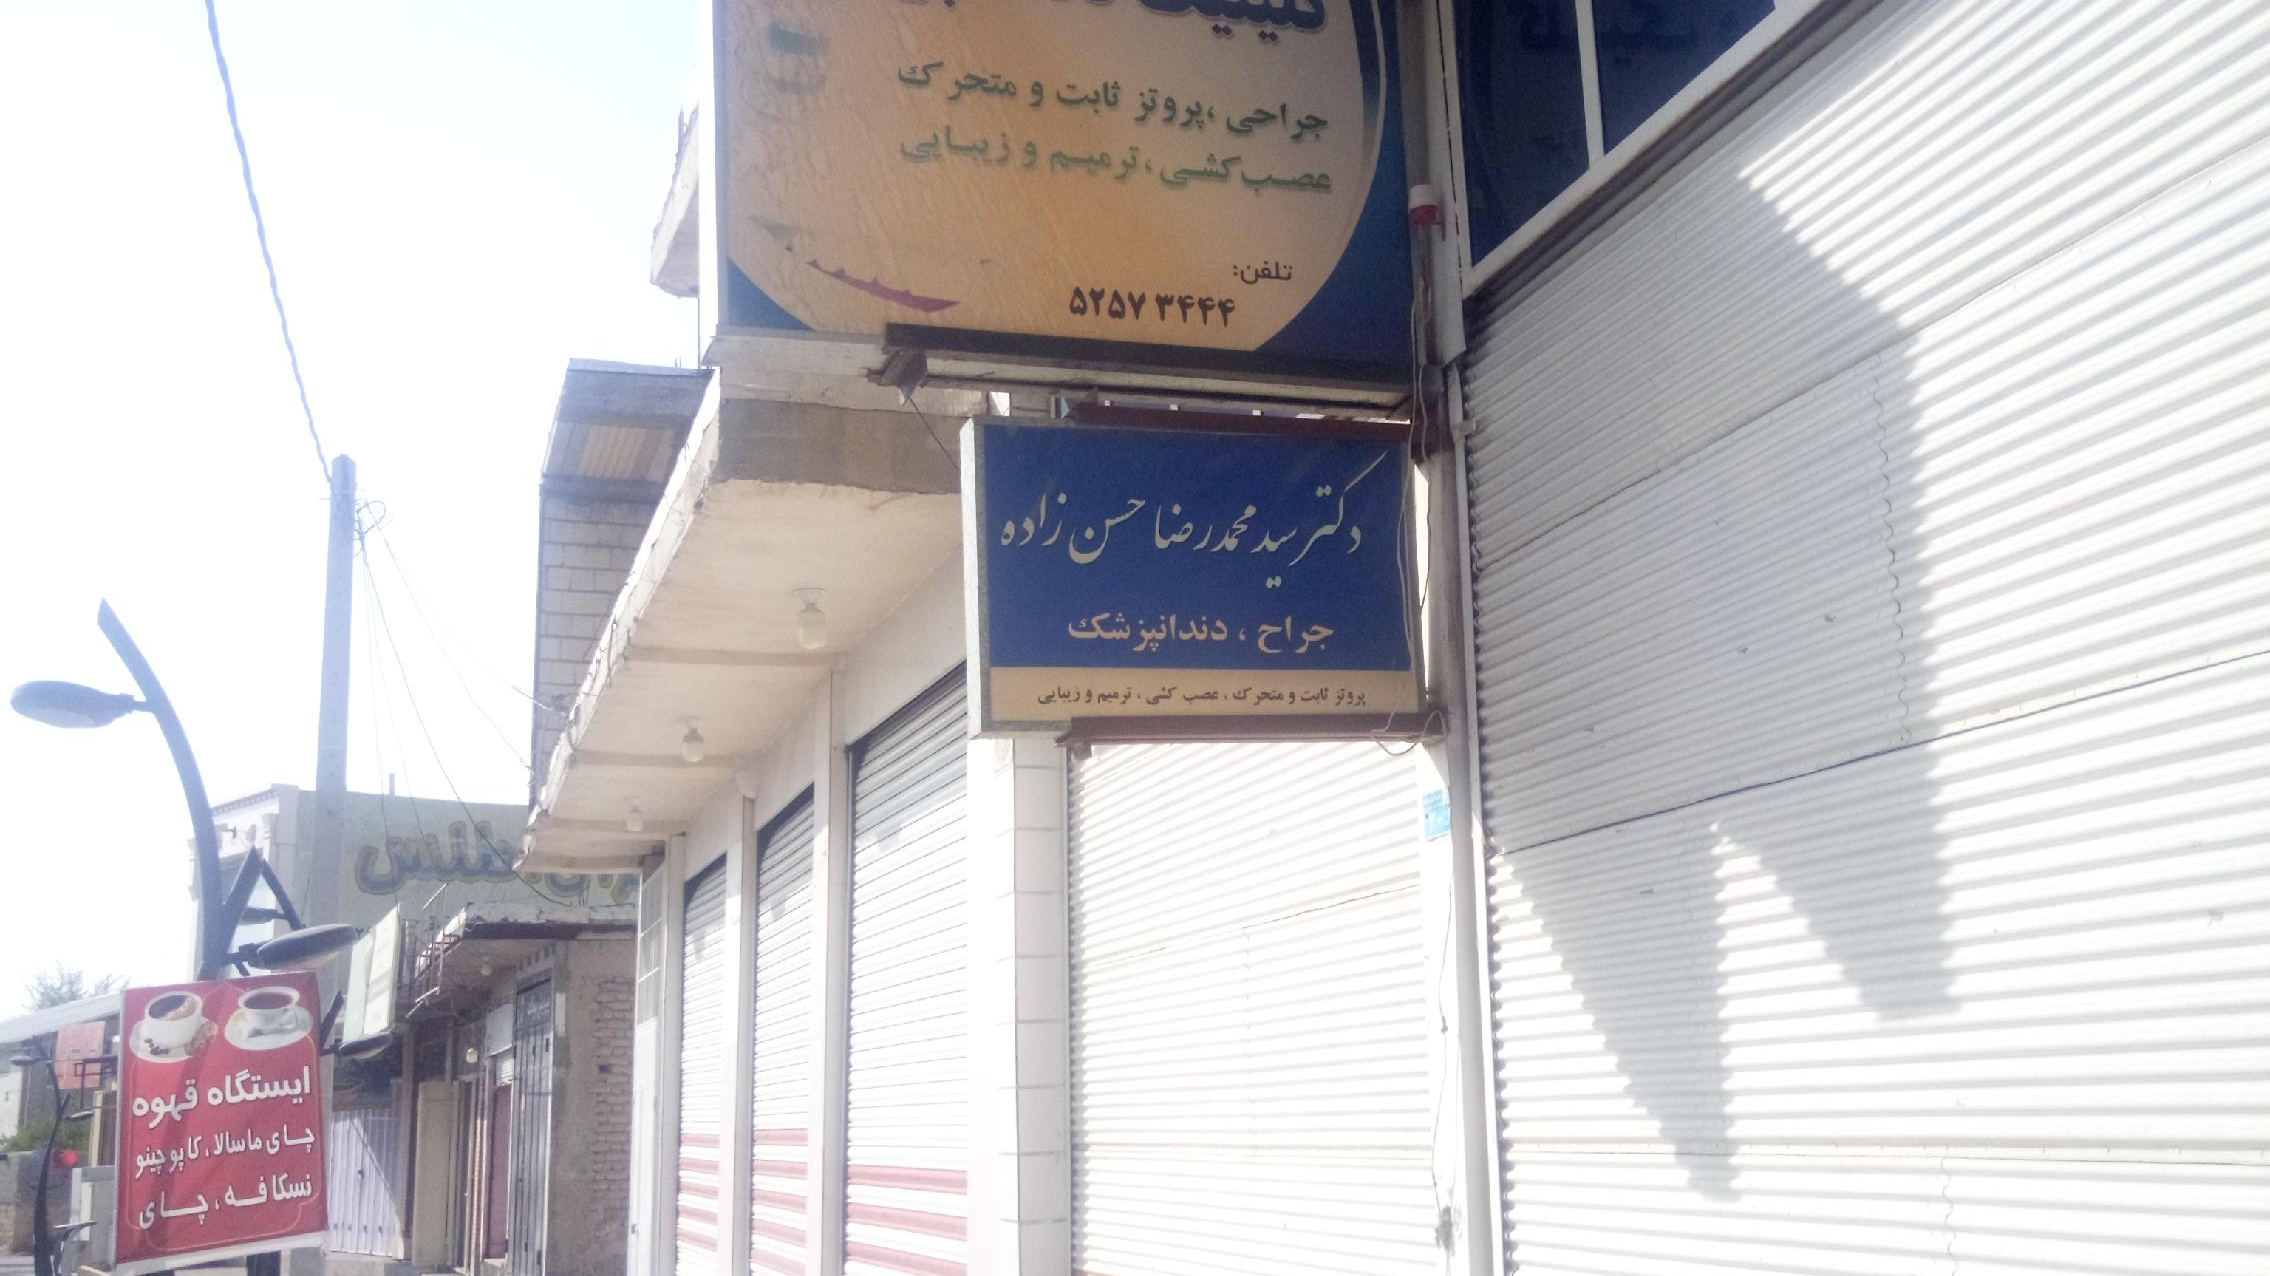 کلینیک
جراحی ،پروتز ثابت و متحرک
عصب‌کشی ،ترمیم و زیبایی
تلفن:
۵۲۵۷ ۳۴۴۴
دکتر سید محمدرضا حسن زاده
جراح ، دندانپزشک
پروتز ثابت و متحرک ، عصب کشی ، ترمیم و زیبایی
ایستگاه قهوه
چای ماسالا ، کاپوچینو
نسکافه ، چای